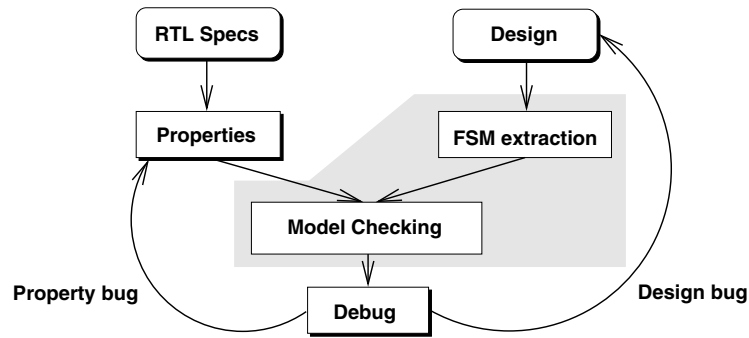 RTL Specs
Design
Properties
FSM extraction
Model Checking
Property bug
Debug
Design bug